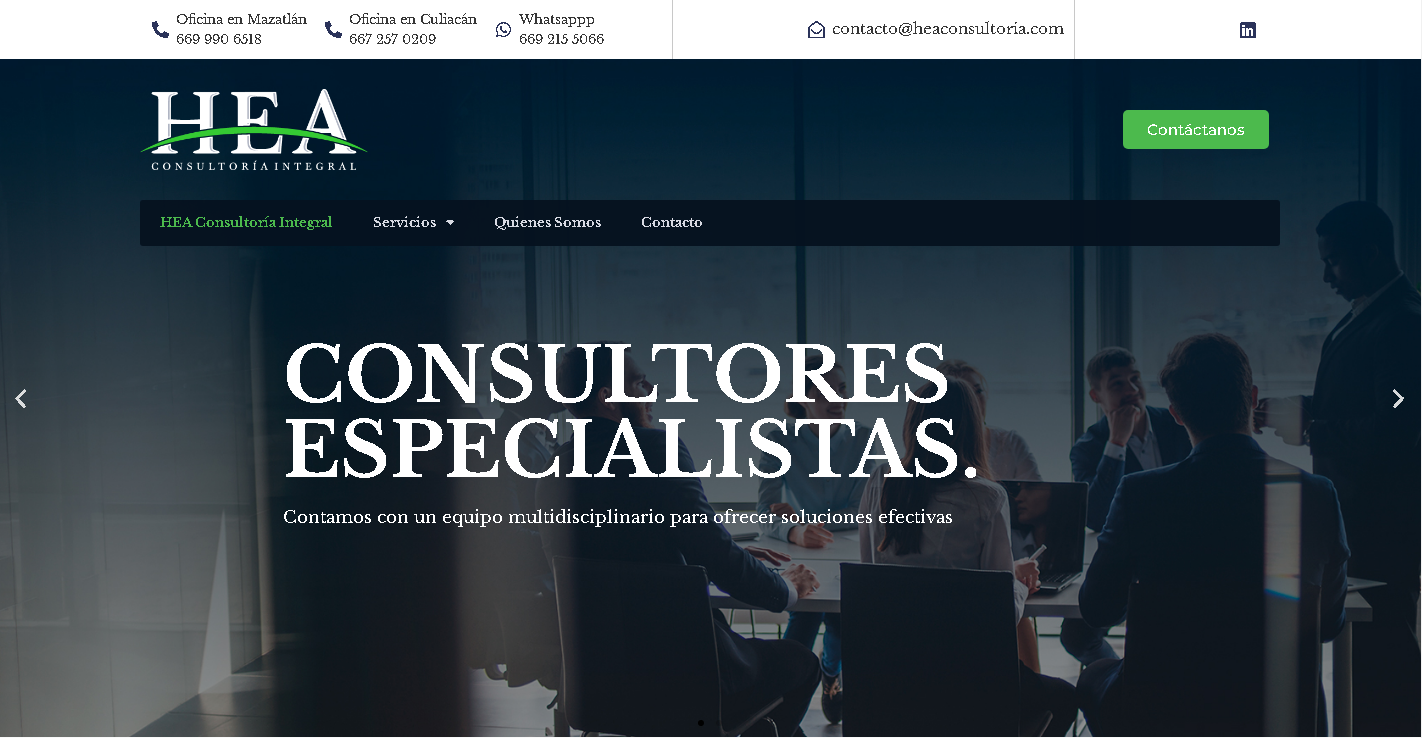 Oficina en Mazatlán
669 990 6518
Oficina en Culiacán
667 257 0209
Whatsappp
669 215 5066
contacto@heaconsultoria.com
HEA
CONSULTORÍA INTEGRAL
Contáctanos
HEA Consultoría Integral
Servicios
Quienes Somos
Contacto
CONSULTORES
ESPECIALISTAS.
Contamos con un equipo multidisciplinario para ofrecer soluciones efectivas